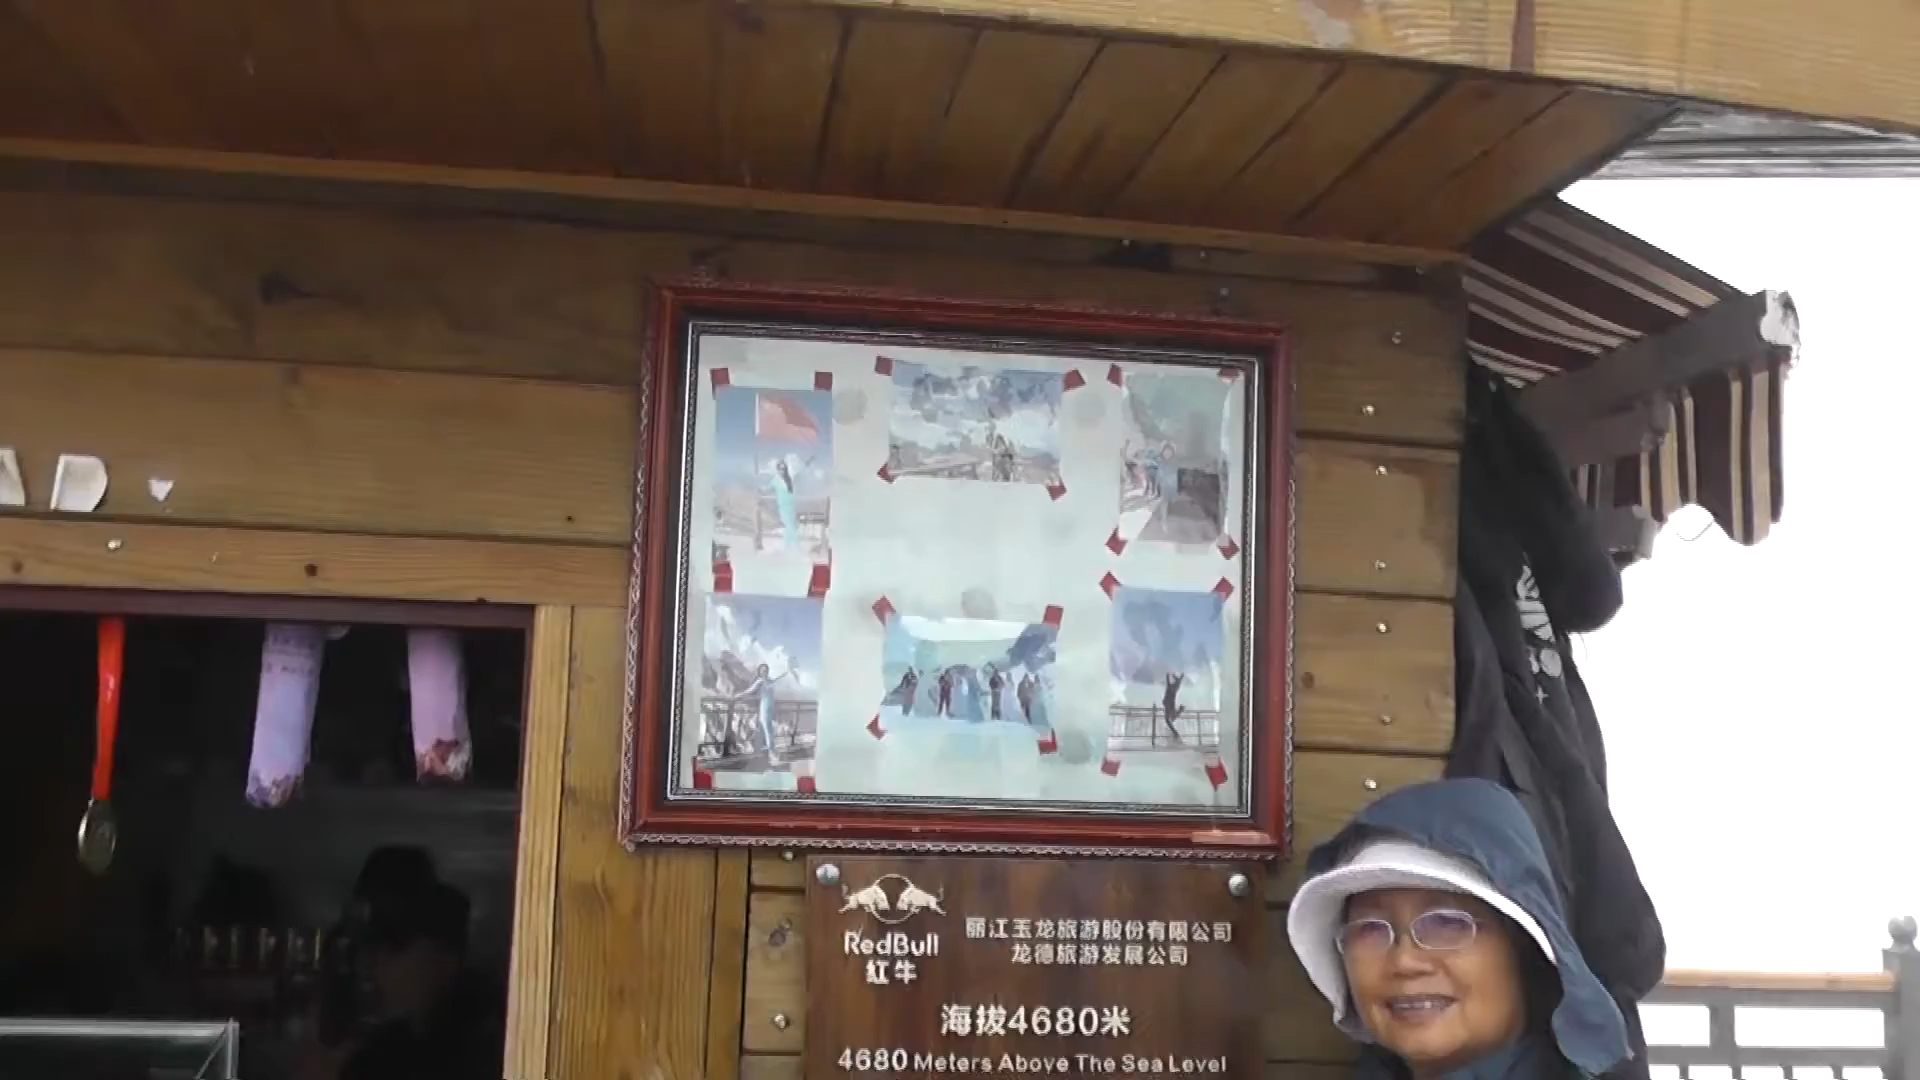 RedBull
紅牛
丽江玉龙旅游股份有限公司
龙德旅游发展公司
海拔4680米
4680 Meters Above The Sea Level